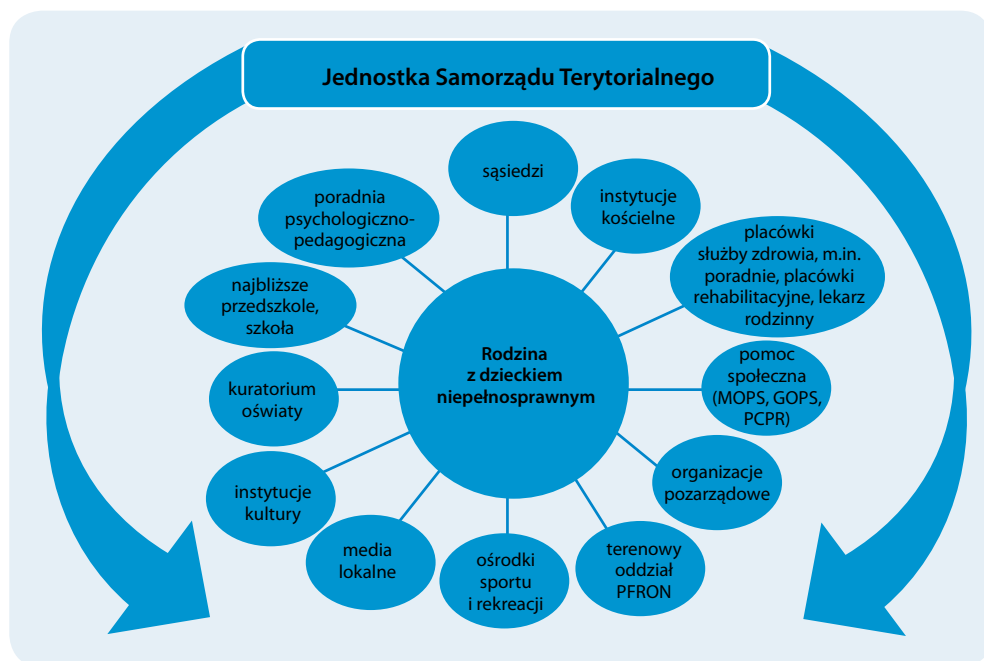 Jednostka Samorządu Terytorialnego
sąsiedzi
instytucje
kościelne
placówki
służby zdrowia, m.in.
poradnie, placówki
rehabilitacyjne, lekarz
rodzinny
pomoc
społeczna
(MOPS, GOPS,
PCPR)
organizacje
pozarządowe
terenowy
oddział
PFRON
ośrodki
sportu
i rekreacji
media
lokalne
instytucje
kultury
kuratorium
oświaty
najbliższe
przedszkole,
szkoła
poradnia
psychologiczno-
pedagogiczna
Rodzina
z dzieckiem
niepełnosprawnym